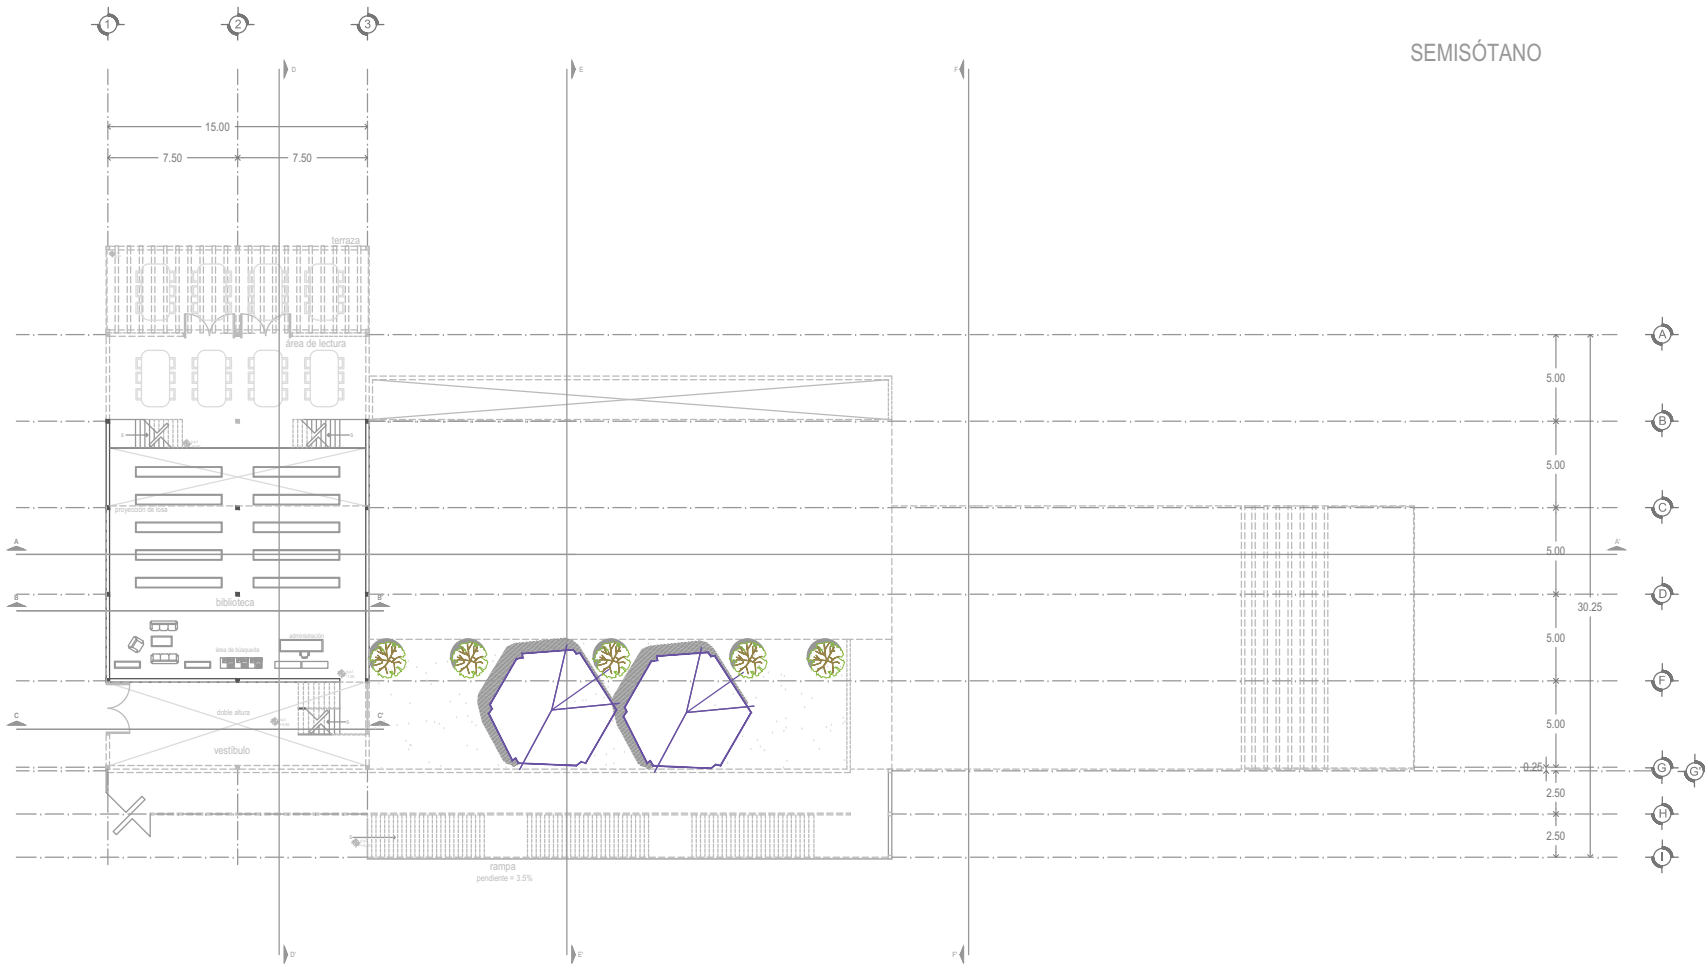 1
2
3
SEMISÓTANO
D
E
F
15.00
7.50
7.50
terraza
A
área de lectura
5.00
B
5.00
proyección de losa
C
A
5.00
A'
D
B
biblioteca
B'
30.25
administración
área de búsqueda
5.00
F
C
doble altura
C'
5.00
vestíbulo
0.25
G
G'
2.50
H
2.50
I
rampa
pendiente = 3.5%
D'
E'
F'